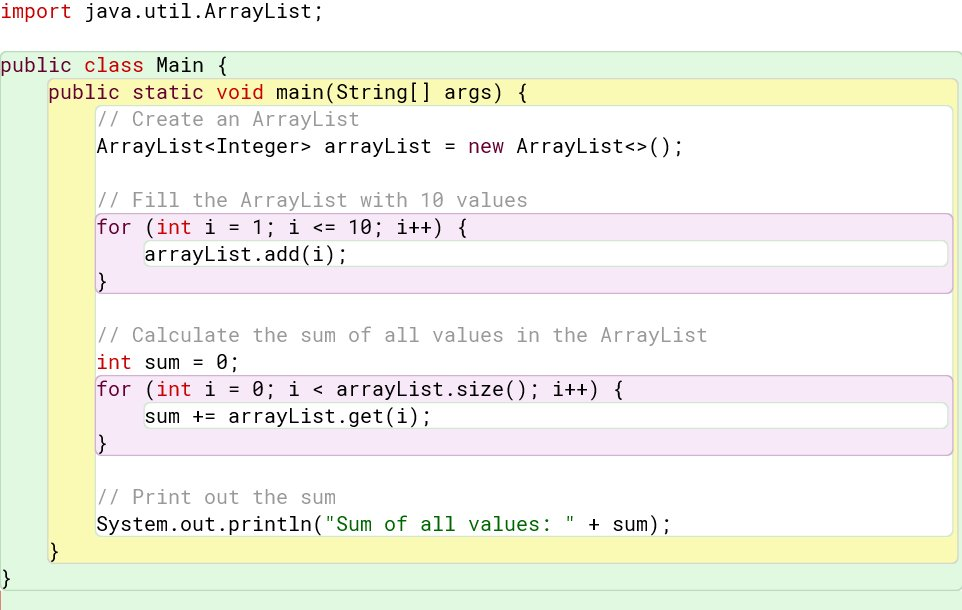 import java.util.ArrayList;
public class Main {
public static void main(String[] args) {
// Create an ArrayList
ArrayList<Integer> arrayList = new ArrayList<>();
// Fill the ArrayList with 10 values
for (int i = 1; i <= 10; i++) {
arrayList.add(i);
}
// Calculate the sum of all values in the ArrayList
int sum = 0;
for (int i = 0; i < arrayList.size(); i++) {
sum += arrayList.get(i);
}
// Print out the sum
System.out.println("Sum of all values: " + sum);
}
}